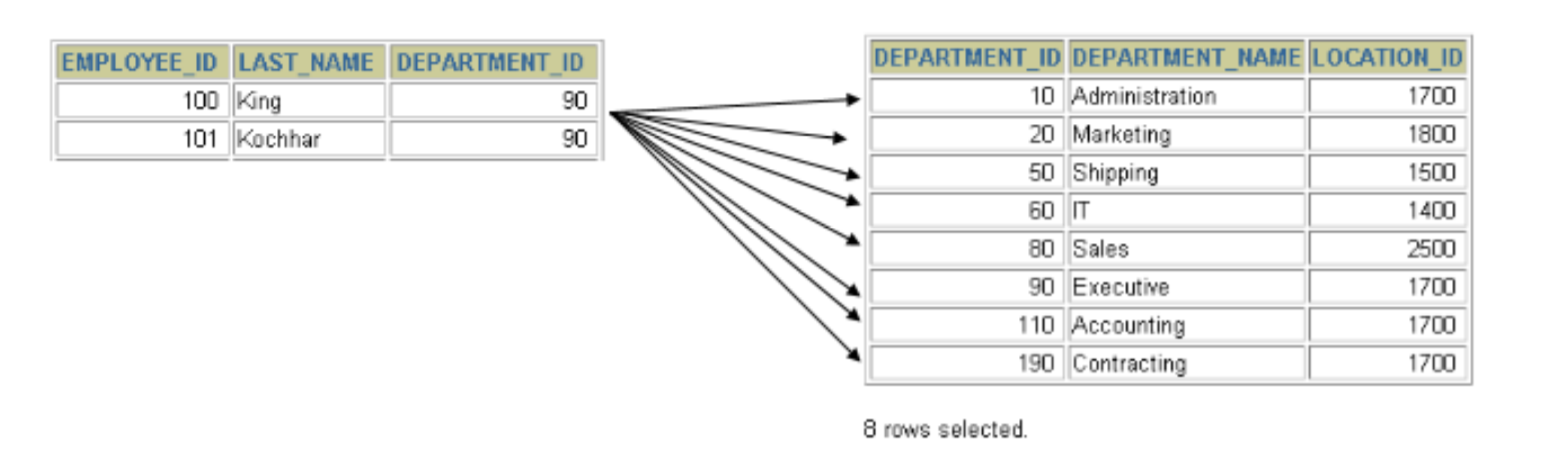 EMPLOYEE_ID LAST_NAME DEPARTMENT_ID
100 King 90
101 Kochhar 90
DEPARTMENT_ID DEPARTMENT_NAME LOCATION_ID
10 Administration 1700
20 Marketing 1800
50 Shipping 1500
60 IT 1400
80 Sales 2500
90 Executive 1700
110 Accounting 1700
190 Contracting 1700
8 rows selected.